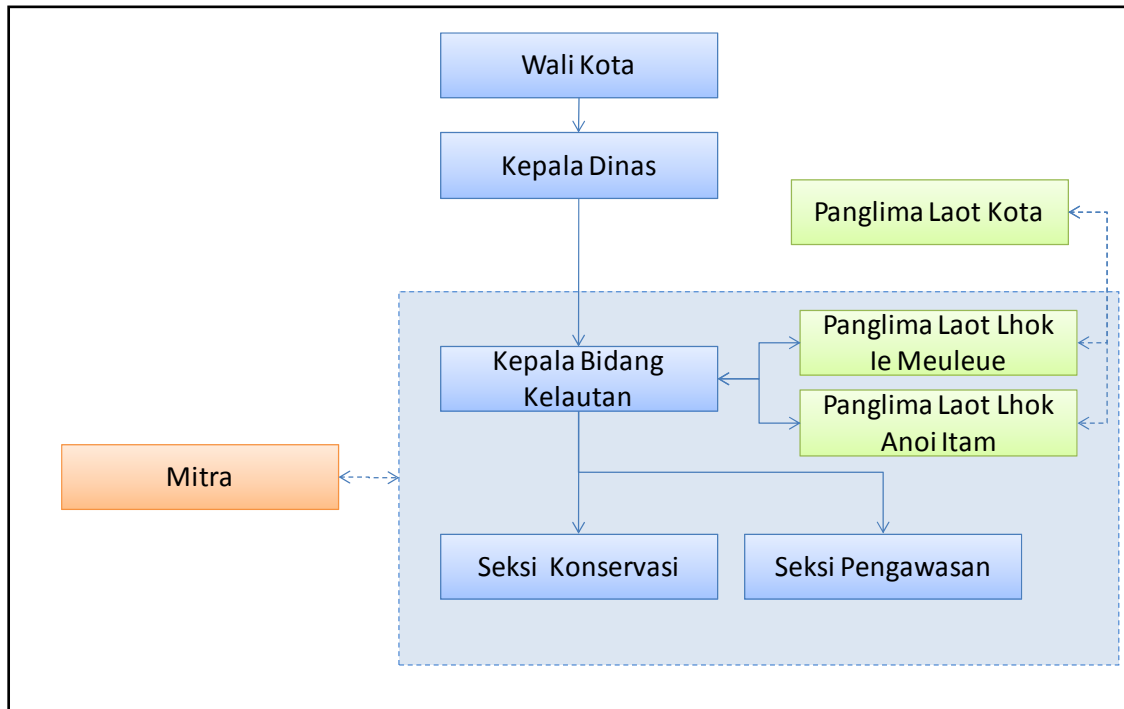 Wali Kota
Kepala Dinas
Panglima Laot Kota
Panglima Laot Lhok
Ie Meuleue
Kepala Bidang
Kelautan
Panglima Laot Lhok
Anoi Itam
Mitra
Seksi Konservasi
Seksi Pengawasan